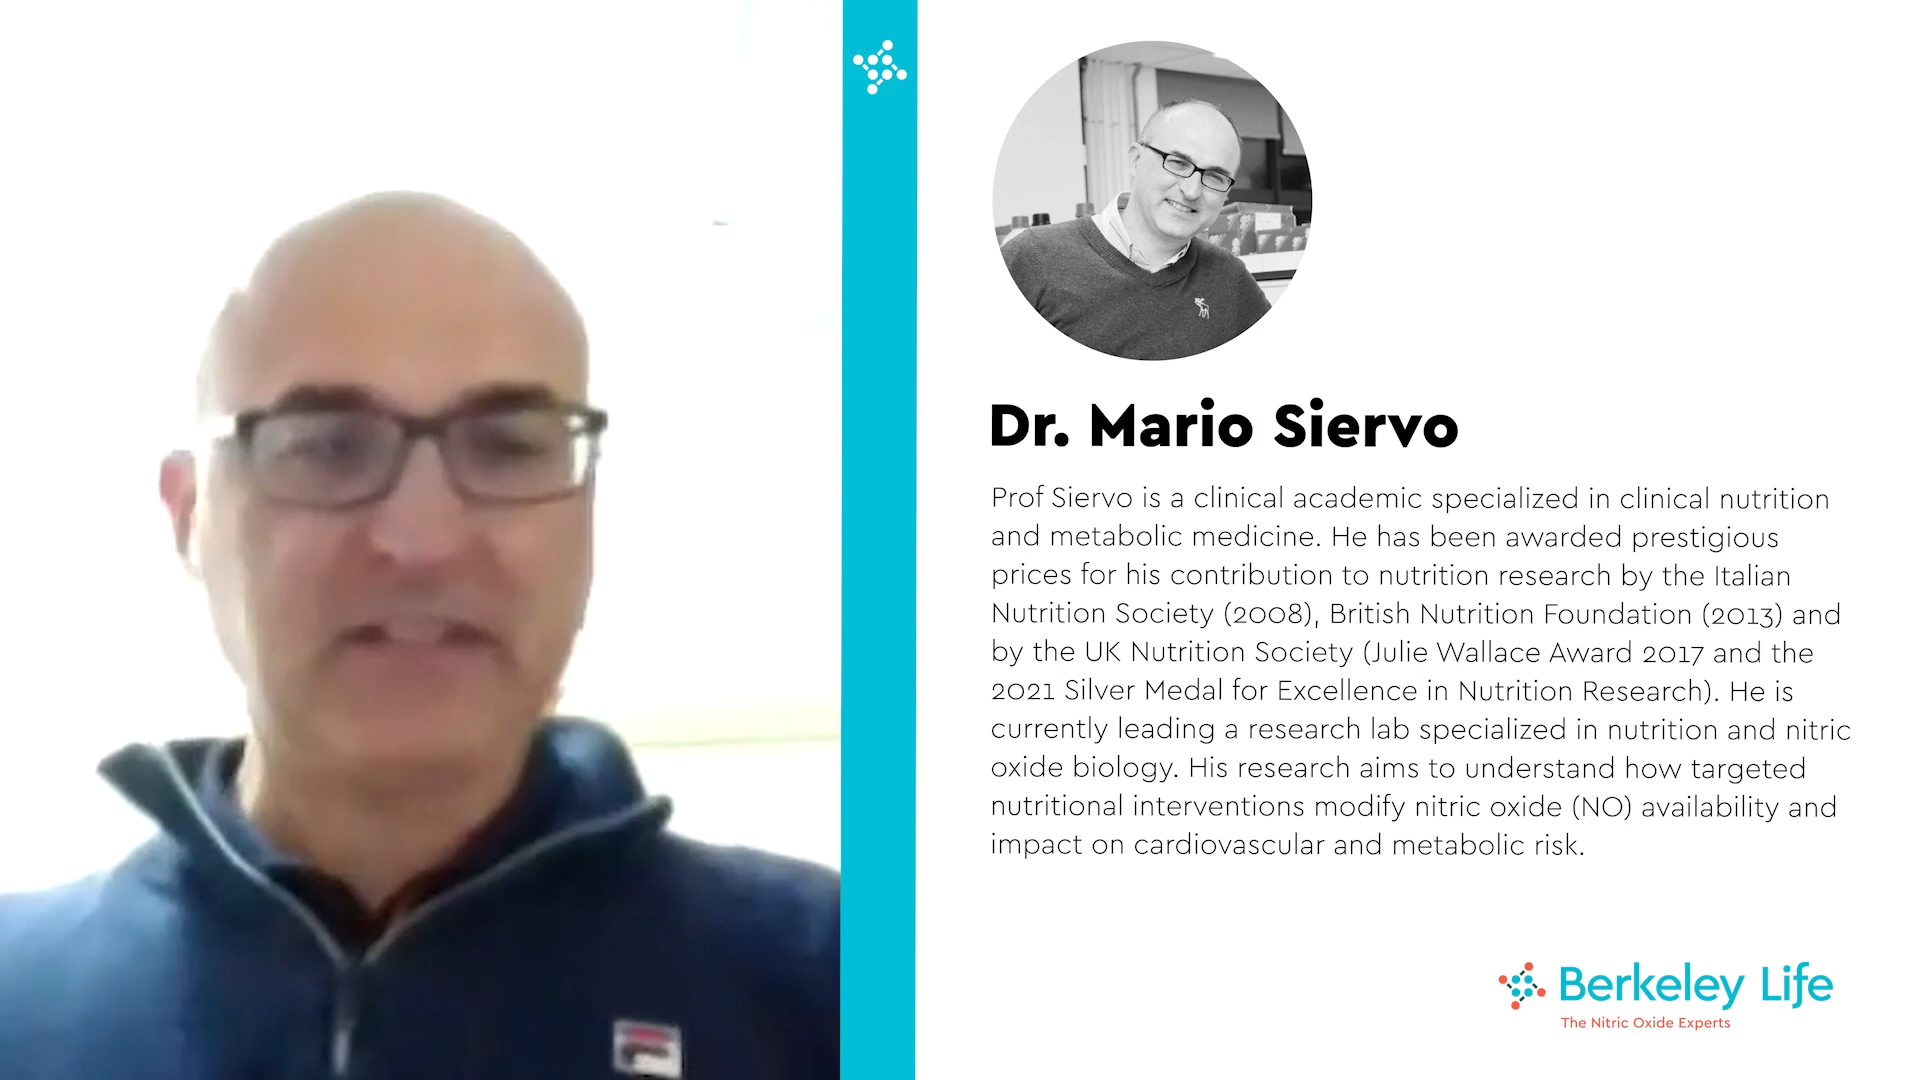 Dr. Mario Siervo
Prof Siervo is a clinical academic specialized in clinical nutrition
and metabolic medicine. He has been awarded prestigious
prices for his contribution to nutrition research by the Italian
Nutrition Society (2008), British Nutrition Foundation (2013) and
by the UK Nutrition Society (Julie Wallace Award 2017 and the
2021 Silver Medal for Excellence in Nutrition Research). He is
currently leading a research lab specialized in nutrition and nitric
oxide biology. His research aims to understand how targeted
nutritional interventions modify nitric oxide (NO) availability and
impact on cardiovascular and metabolic risk.
Berkeley Life
The Nitric Oxide Experts